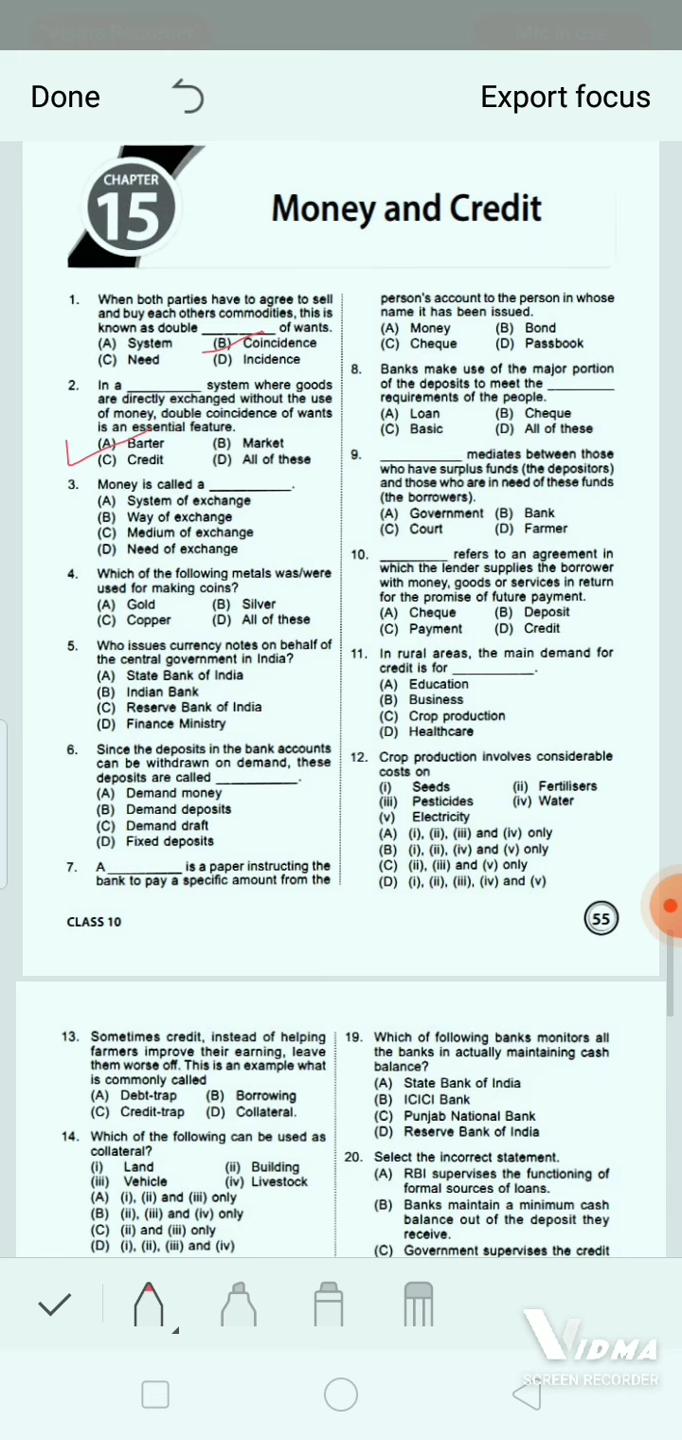 Done
Export focus
CHAPTER
15
Money and Credit
1. When both parties have to agree to sell
and buy each others commodities, this is
known as double ________ of wants.
(A) System (B) Coincidence
(C) Need (D) Incidence
2. In a ________ system where goods
are directly exchanged without the use
of money, double coincidence of wants
is an essential feature.
(A) Barter (B) Market
(C) Credit (D) All of these
3. Money is called a ________.
(A) System of exchange
(B) Way of exchange
(C) Medium of exchange
(D) Need of exchange
4. Which of the following metals was/were
used for making coins?
(A) Gold (B) Silver
(C) Copper (D) All of these
5. Who issues currency notes on behalf of
the central government in India?
(A) State Bank of India
(B) Indian Bank
(C) Reserve Bank of India
(D) Finance Ministry
6. Since the deposits in the bank accounts
can be withdrawn on demand, these
deposits are called ________.
(A) Demand money
(B) Demand deposits
(C) Demand draft
(D) Fixed deposits
7. A ________ is a paper instructing the
bank to pay a specific amount from the
person's account to the person in whose
name it has been issued.
(A) Money (B) Bond
(C) Cheque (D) Passbook
8. Banks make use of the major portion
of the deposits to meet the ________
requirements of the people.
(A) Loan (B) Cheque
(C) Basic (D) All of these
9. ________ mediates between those
who have surplus funds (the depositors)
and those who are in need of these funds
(the borrowers).
(A) Government (B) Bank
(C) Court (D) Farmer
10. ________ refers to an agreement in
which the lender supplies the borrower
with money, goods or services in return
for the promise of future payment.
(A) Cheque (B) Deposit
(C) Payment (D) Credit
11. In rural areas, the main demand for
credit is for ________.
(A) Education
(B) Business
(C) Crop production
(D) Healthcare
12. Crop production involves considerable
costs on
(i) Seeds (ii) Fertilisers
(iii) Pesticides (iv) Water
(v) Electricity
(A) (i), (ii), (iii) and (iv) only
(B) (i), (ii), (iv) and (v) only
(C) (ii), (iii) and (v) only
(D) (i), (ii), (iii), (iv) and (v)
CLASS 10
55
13. Sometimes credit, instead of helping
farmers improve their earning, leave
them worse off. This is an example what
is commonly called
(A) Debt-trap (B) Borrowing
(C) Credit-trap (D) Collateral.
14. Which of the following can be used as
collateral?
(i) Land (ii) Building
(iii) Vehicle (iv) Livestock
(A) (i), (ii) and (iii) only
(B) (ii), (iii) and (iv) only
(C) (ii) and (iii) only
(D) (i), (ii), (iii) and (iv)
19. Which of following banks monitors all
the banks in actually maintaining cash
balance?
(A) State Bank of India
(B) ICICI Bank
(C) Punjab National Bank
(D) Reserve Bank of India
20. Select the incorrect statement.
(A) RBI supervises the functioning of
formal sources of loans.
(B) Banks maintain a minimum cash
balance out of the deposit they
receive.
(C) Government supervises the credit
VIDMA
SCREEN RECORDER